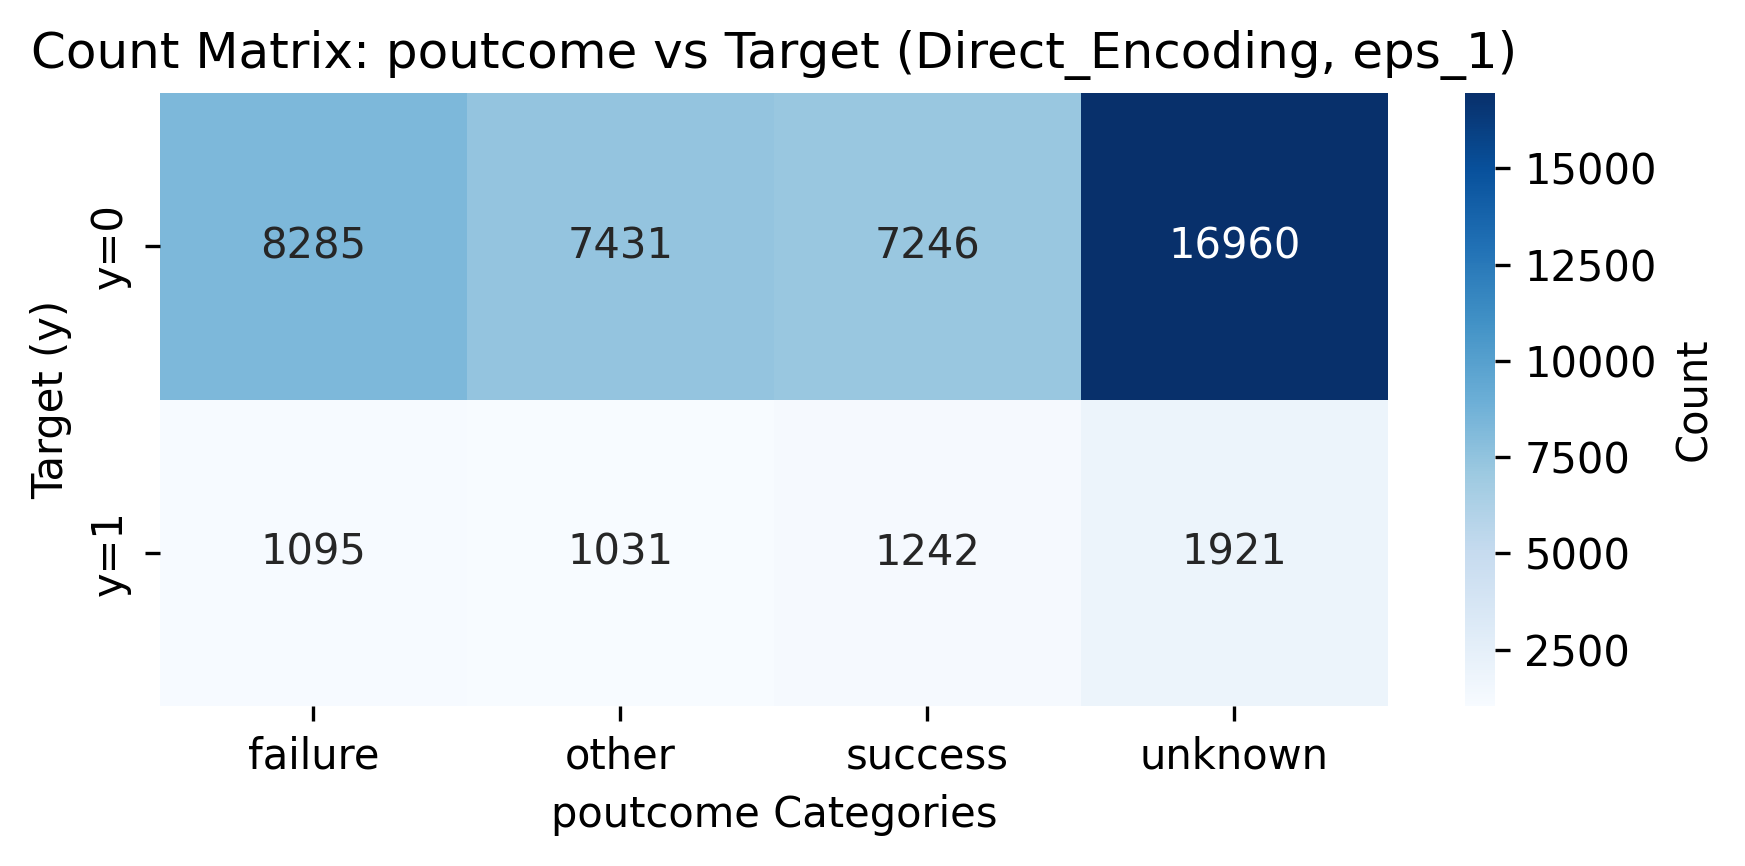 Count Matrix: poutcome vs Target (Direct_Encoding, eps_1)
Target (y)
y=0
8285 7431 7246 16960
y=1
1095 1031 1242 1921
failure other success unknown
poutcome Categories
15000
12500
10000
7500
5000
2500
Count